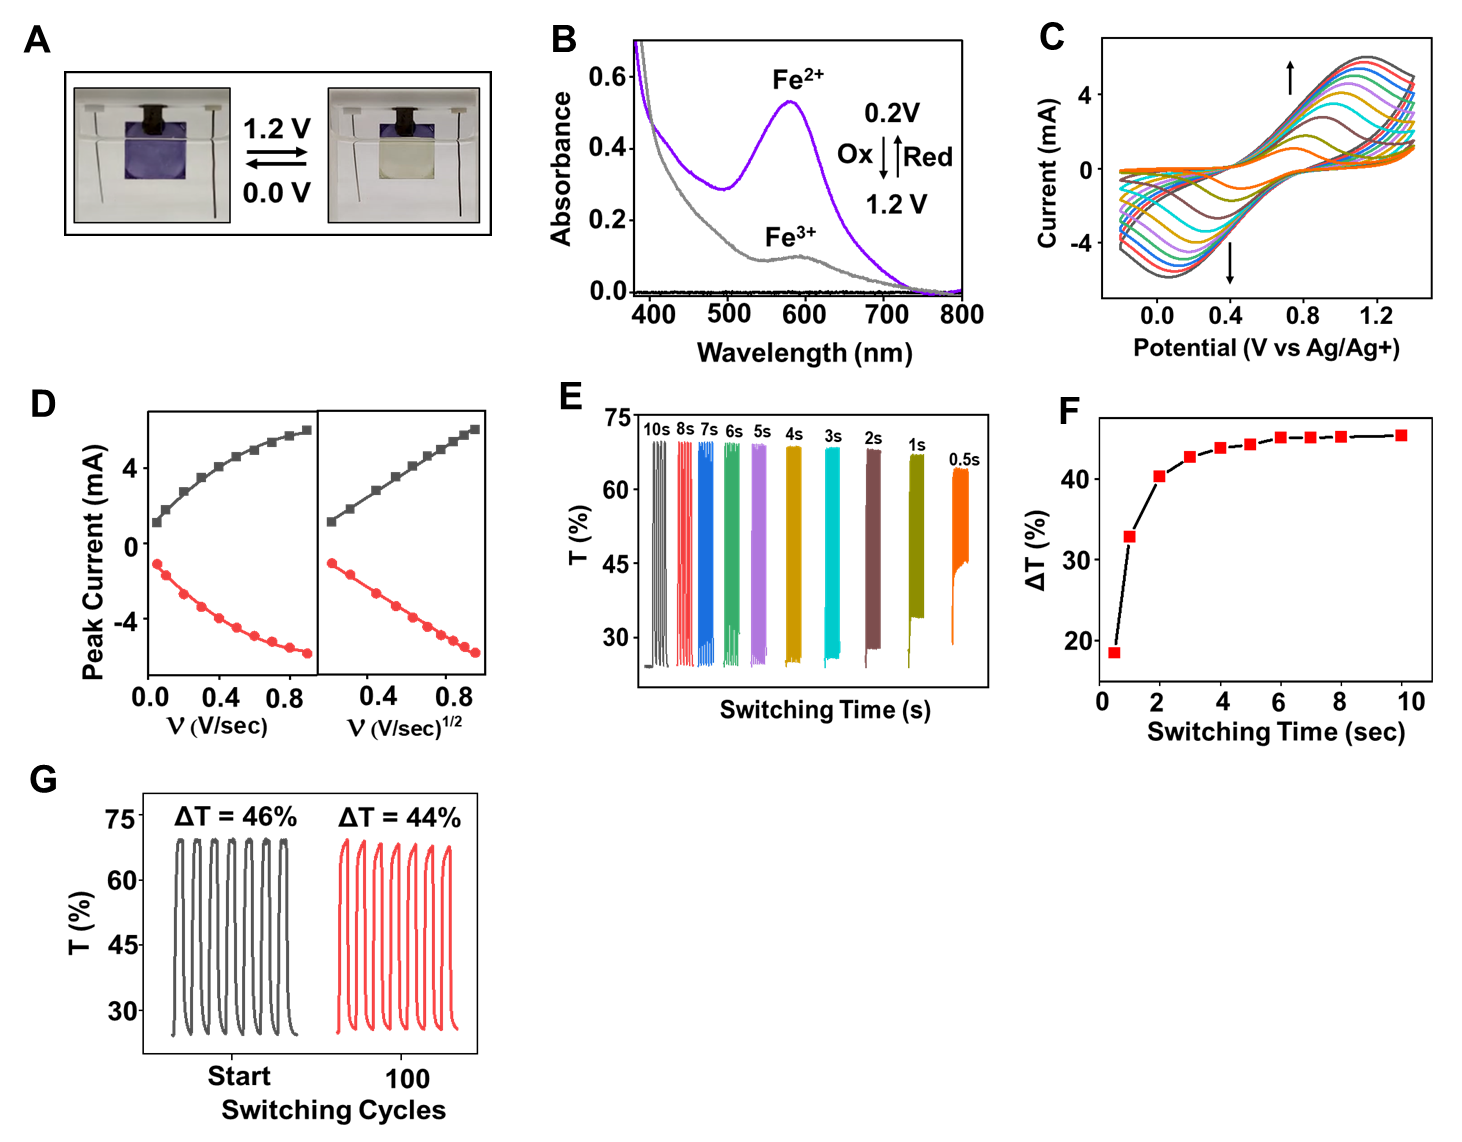 A
1.2 V
0.0 V
B
0.6
0.4
0.2
0.0
Absorbance
Fe2+
0.2V
Ox
Red
1.2 V
Fe3+
400 500 600 700 800
Wavelength (nm)
C
4
0
-4
Current (mA)
0.0 0.4 0.8 1.2
Potential (V vs Ag/Ag+)
D
4
0
-4
Peak Current (mA)
0.0 0.4 0.8 0.4 0.8
ν (V/sec) ν (V/sec)1/2
E
75
60
45
30
T (%)
10s 8s 7s 6s 5s 4s 3s 2s 1s 0.5s
Switching Time (s)
F
40
30
20
ΔT (%)
0 2 4 6 8 10
Switching Time (sec)
G
75
60
45
30
T (%)
ΔT = 46% ΔT = 44%
Start 100
Switching Cycles